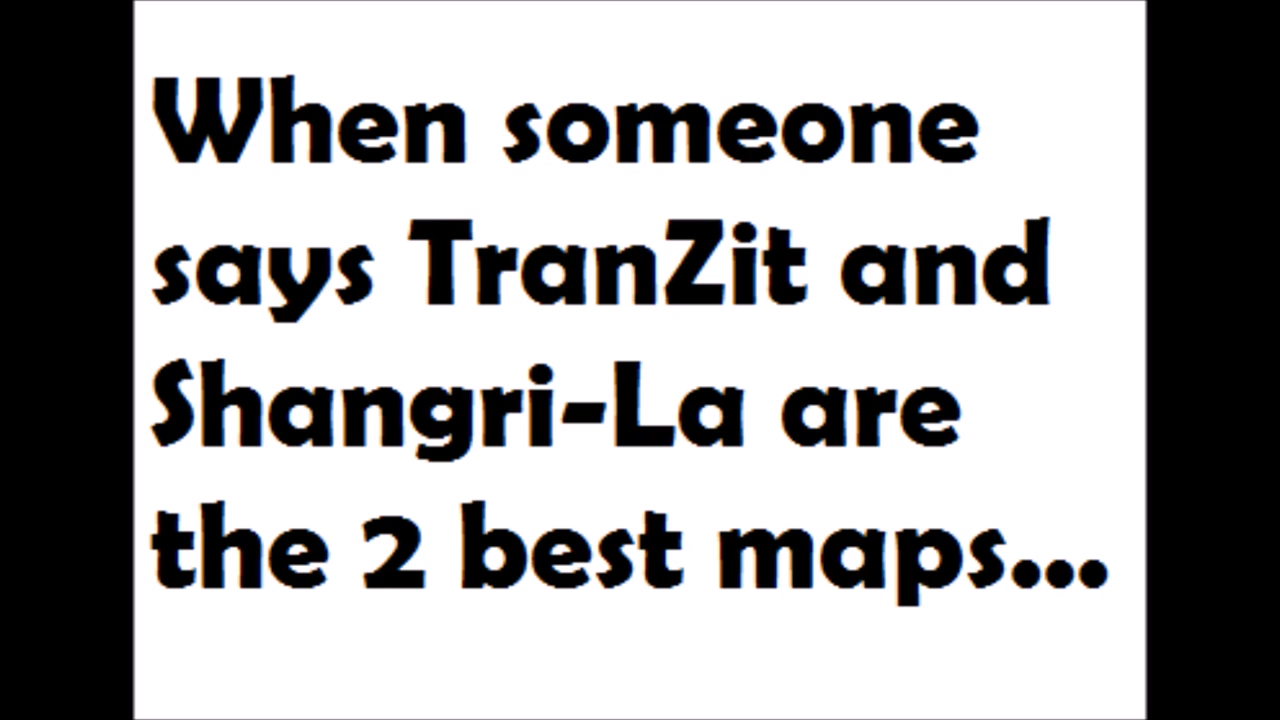 When someone
says TranZit and
Shangri-La are
the 2 best maps...